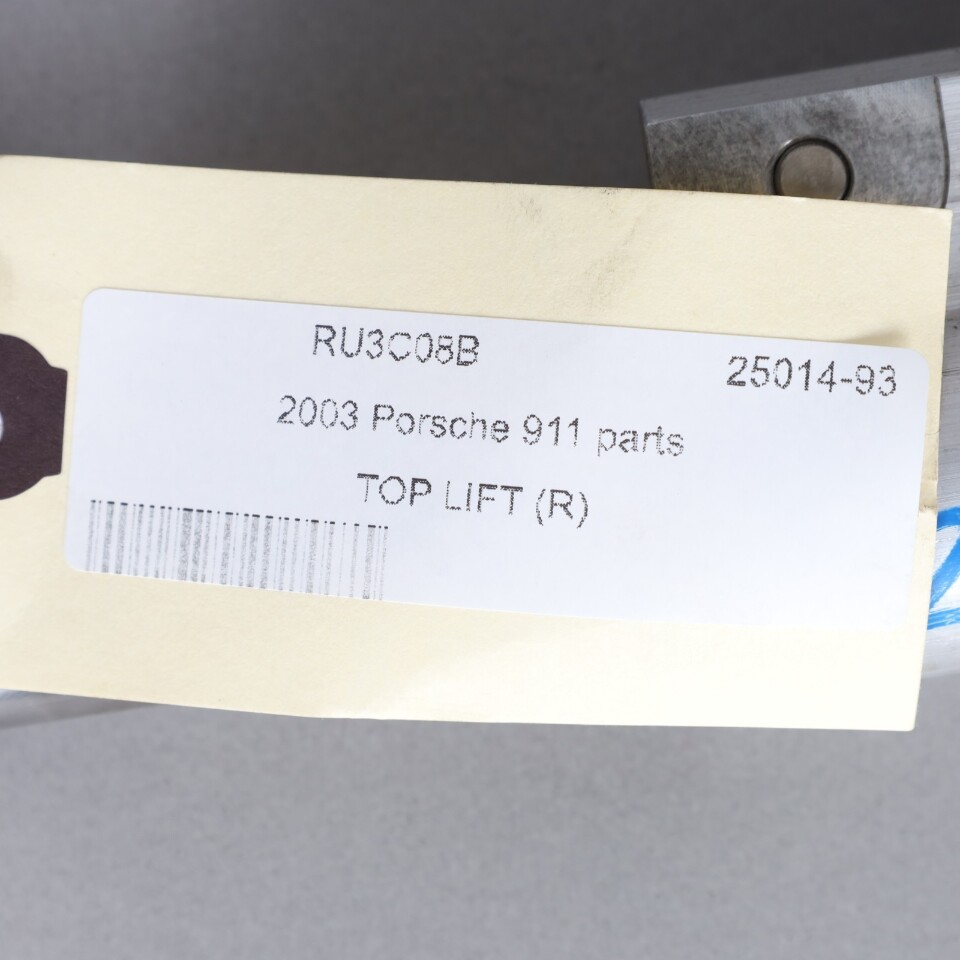 RU3C08B 25014-93
2003 Porsche 911 parts
TOP LIFT (R)